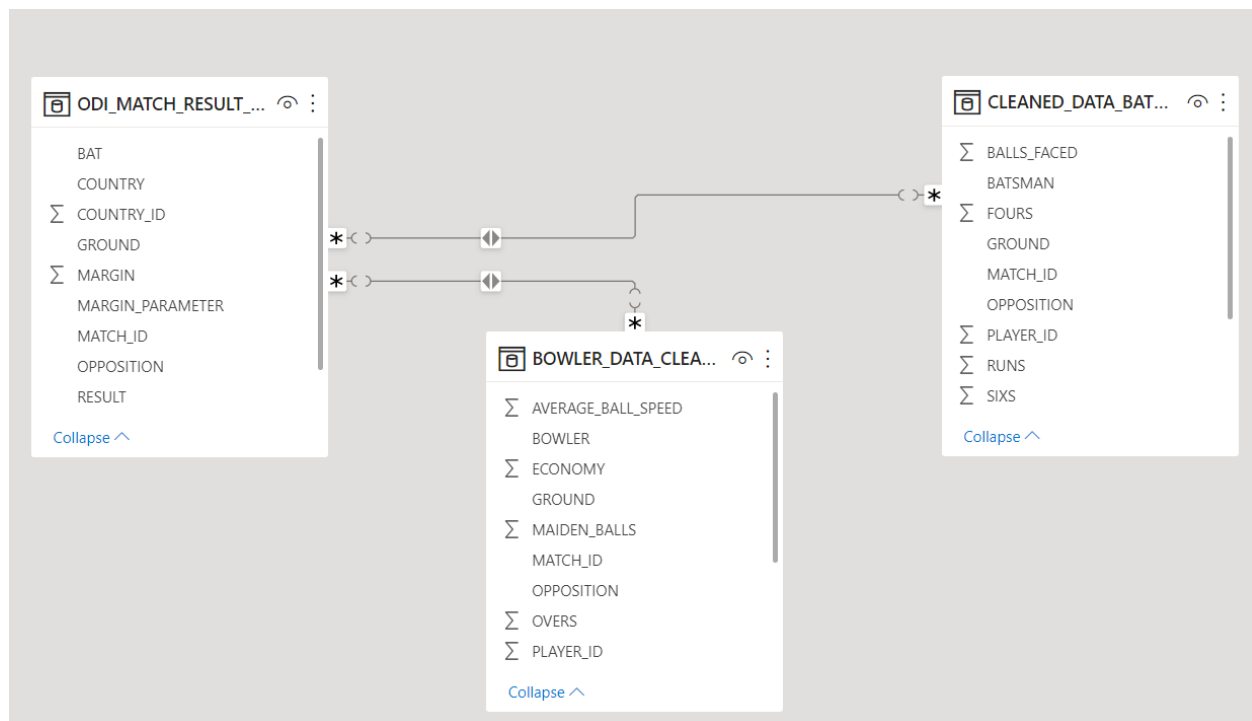 ODI_MATCH_RESULT_...
BAT
COUNTRY
COUNTRY_ID
GROUND
MARGIN
MARGIN_PARAMETER
MATCH_ID
OPPOSITION
RESULT
Collapse
BOWLER_DATA_CLEA...
AVERAGE_BALL_SPEED
BOWLER
ECONOMY
GROUND
MAIDEN_BALLS
MATCH_ID
OPPOSITION
OVERS
PLAYER_ID
Collapse
CLEANED_DATA_BAT...
BALLS_FACED
BATSMAN
FOURS
GROUND
MATCH_ID
OPPOSITION
PLAYER_ID
RUNS
SIXS
Collapse